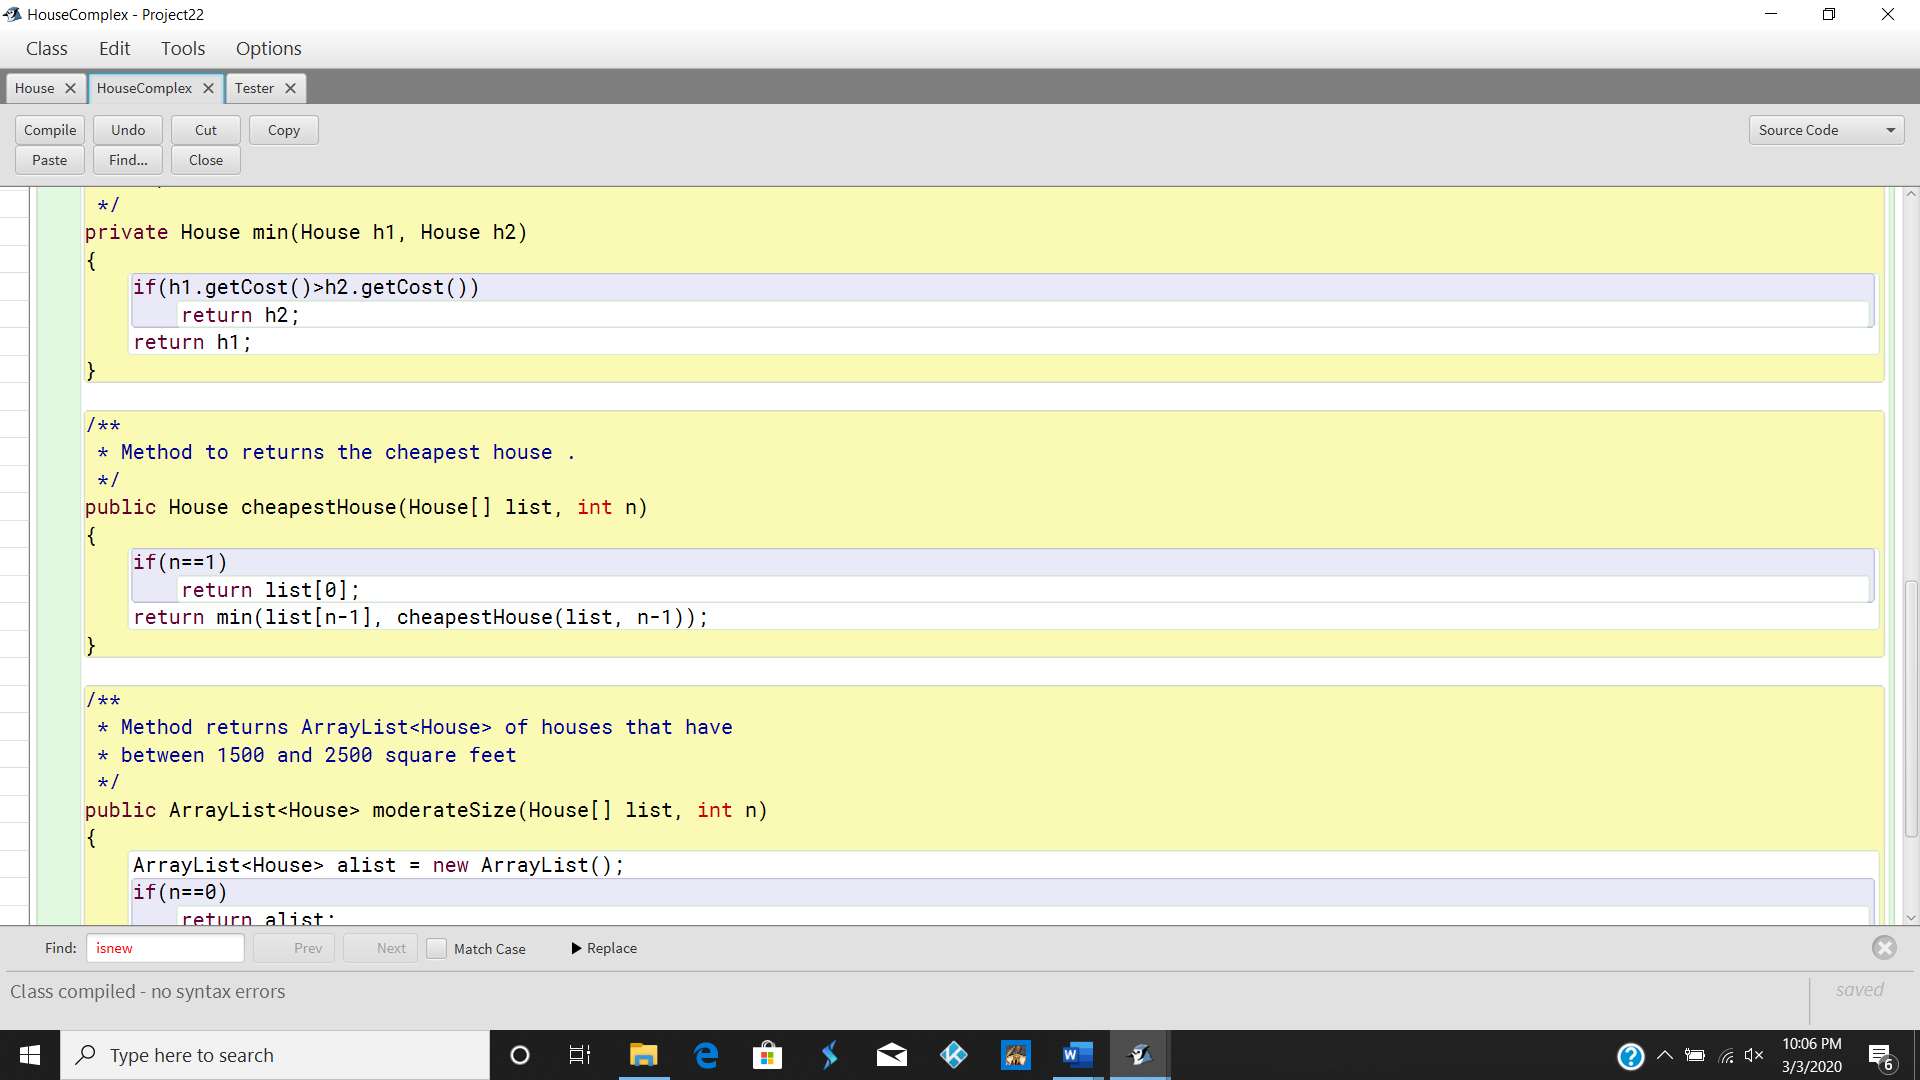 HouseComplex - Project22
Class Edit Tools Options
House HouseComplex Tester
Compile Undo Cut Copy
Source Code
Paste Find... Close
*/
private House min(House h1, House h2)
{
if(h1.getCost()>h2.getCost())
return h2;
return h1;
}
/**
* Method to returns the cheapest house .
*/
public House cheapestHouse(House[] list, int n)
{
if(n==1)
return list[0];
return min(list[n-1], cheapestHouse(list, n-1));
}
/**
* Method returns ArrayList<House> of houses that have
* between 1500 and 2500 square feet
*/
public ArrayList<House> moderateSize(House[] list, int n)
{
ArrayList<House> alist = new ArrayList();
if(n==0)
return alist;
Find: isnew Prev Next Match Case Replace
Class compiled - no syntax errors
saved
Type here to search
10:06 PM
3/3/2020
6